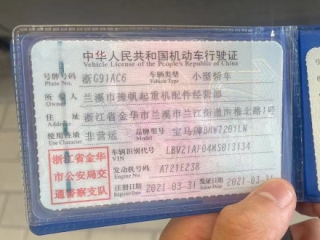 中华人民共和国机动车行驶证
Vehicle License of the People's Republic of China
号牌号码 浙G91AC6 车辆类型 小型轿车
Plate No. Vehicle Type
所有人 兰溪市 起重机配件经营部
Owner
住址 浙江省金华市兰溪市兰江街道 北路1号
Address
使用性质 非营运 品牌型号 宝马牌BMW7201
Use Character Model
浙江省金华
市公安局交
通警察支队
车辆识别代号 LBV21AF04MS013134
VIN
发动机号码 A721E238
Engine No.
注册日期 2021-03-31 发证日期 2021-03-31
Register Date Issue Date